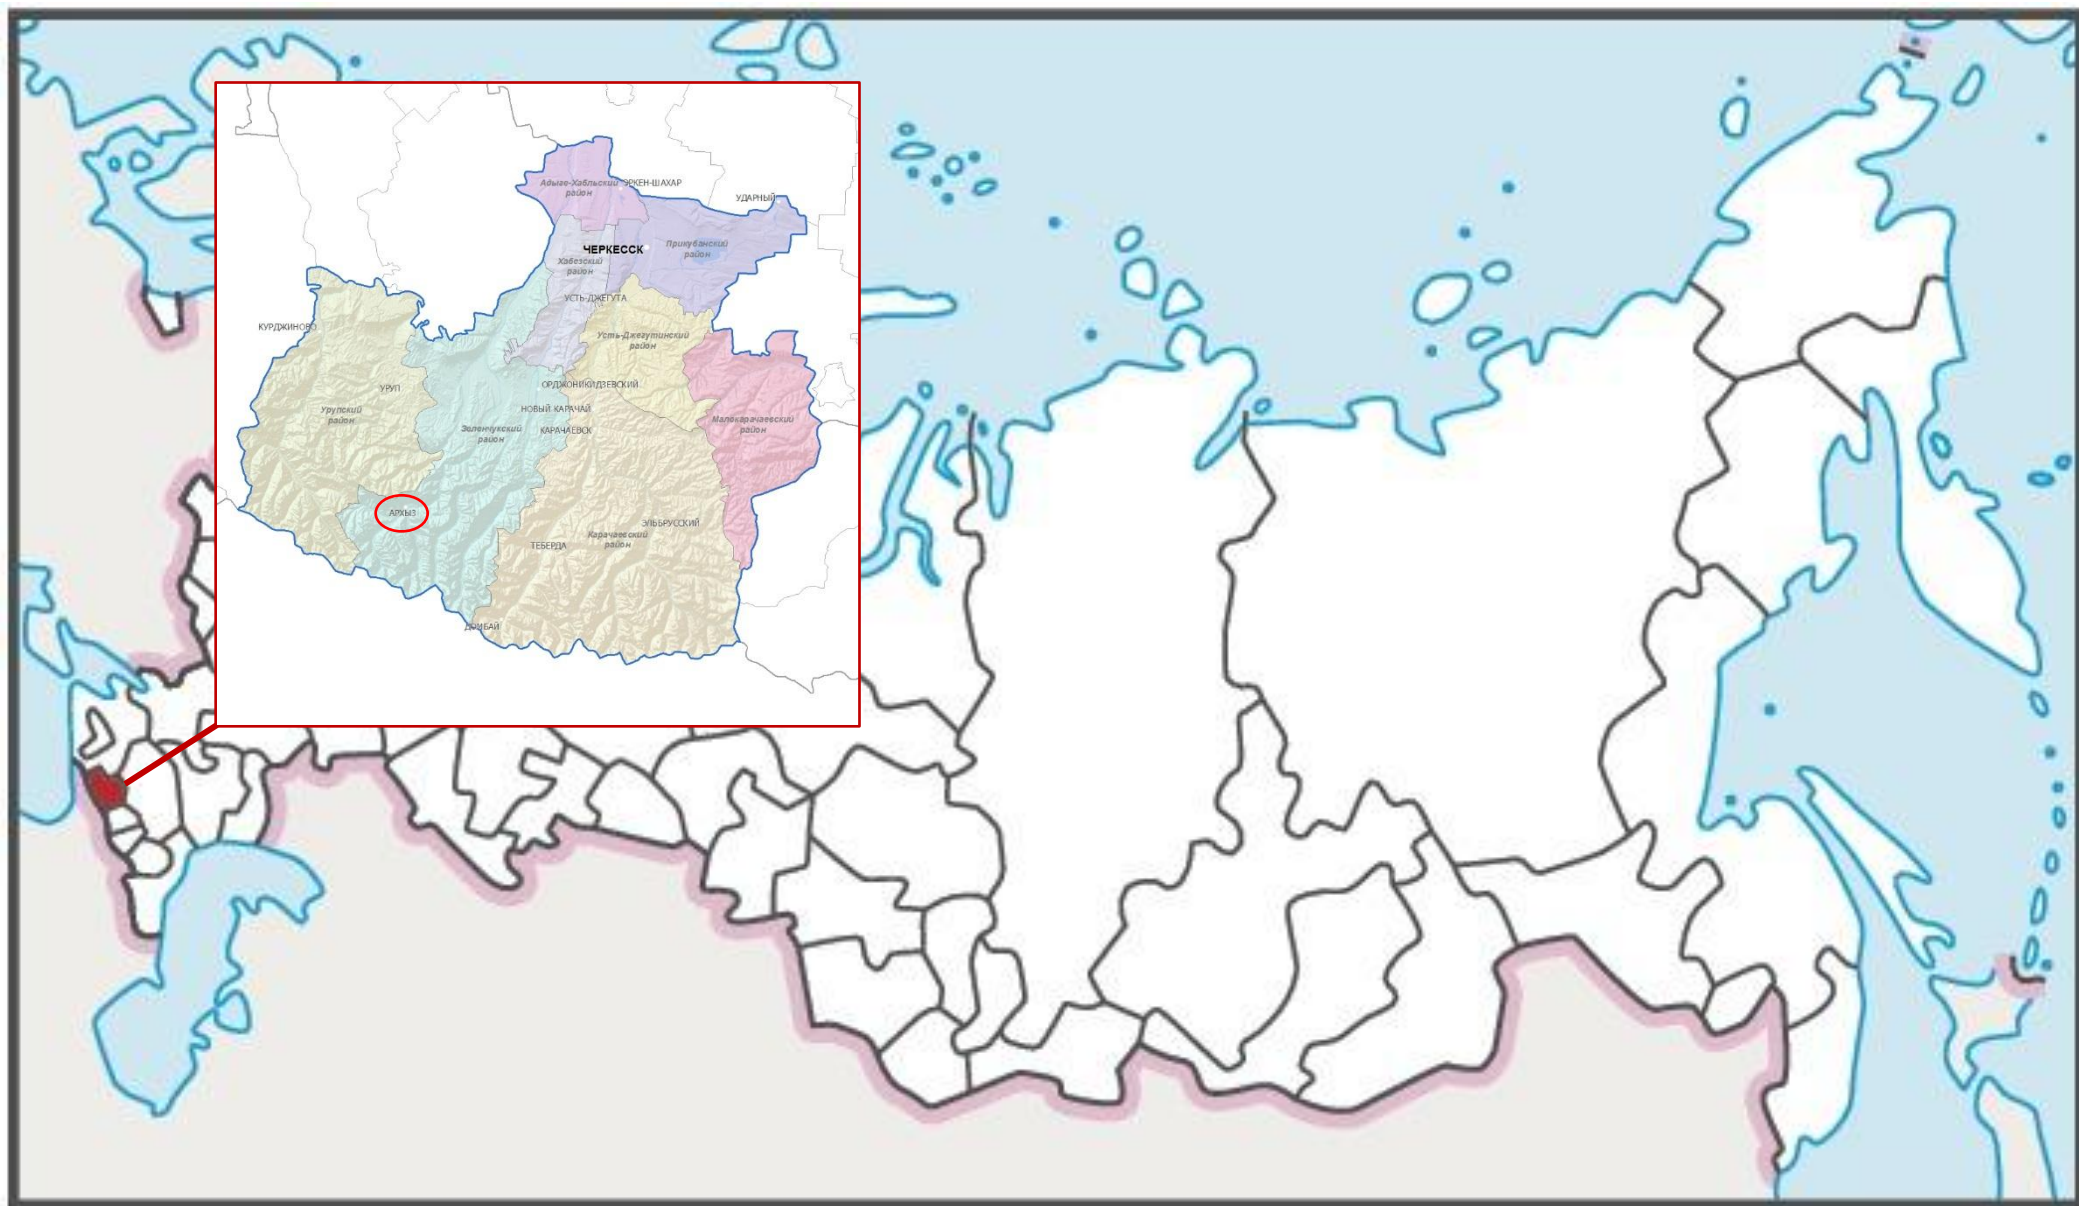 Адыге-Хабльский
район
ЭРКЕН-ШАХАР
УДАРНЫЙ
ЧЕРКЕССК
Прикубанский
район
Хабезский
район
УСТЬ-ДЖЕГУТА
КУРДЖИНОВО
Усть-Джегутинский
район
УРУП
ОРДЖОНИКИДЗЕВСКИЙ
Урупский
район
НОВЫЙ КАРАЧАЙ
Малокарачаевский
район
Зеленчукский
район
КАРАЧАЕВСК
АРХЫЗ
ЭЛЬБРУССКИЙ
Карачаевский
район
ТЕБЕРДА
ДОМБАЙ